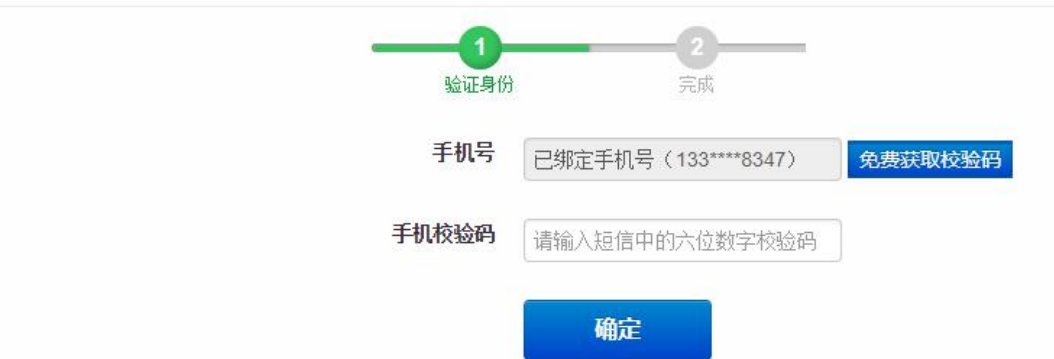 1
2
验证身份
完成
手机号
已绑定手机号（133****8347）
免费获取校验码
手机校验码
请输入短信中的六位数字校验码
确定